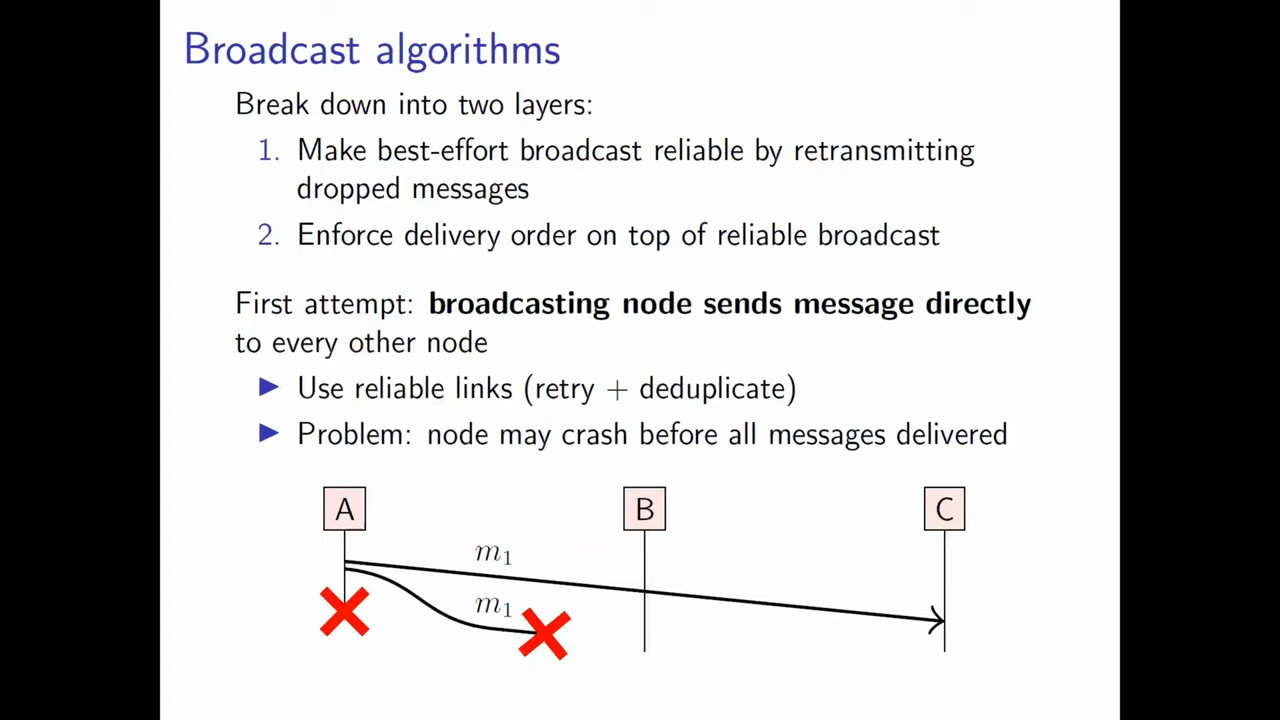 Broadcast algorithms
Break down into two layers:
1. Make best-effort broadcast reliable by retransmitting
dropped messages
2. Enforce delivery order on top of reliable broadcast
First attempt: broadcasting node sends message directly
to every other node
▶ Use reliable links (retry + deduplicate)
▶ Problem: node may crash before all messages delivered
A B C
m₁
m₁